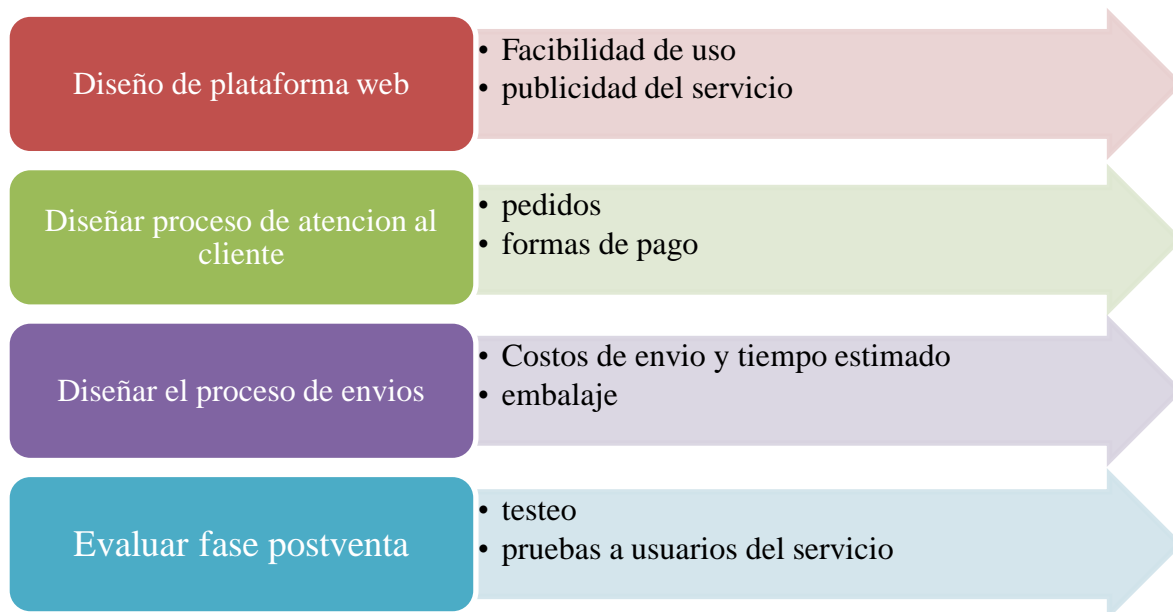 Diseño de plataforma web
• Facibilidad de uso
• publicidad del servicio
Diseñar proceso de atencion al
cliente
• pedidos
• formas de pago
Diseñar el proceso de envios
• Costos de envio y tiempo estimado
• embalaje
Evaluar fase postventa
• testeo
• pruebas a usuarios del servicio